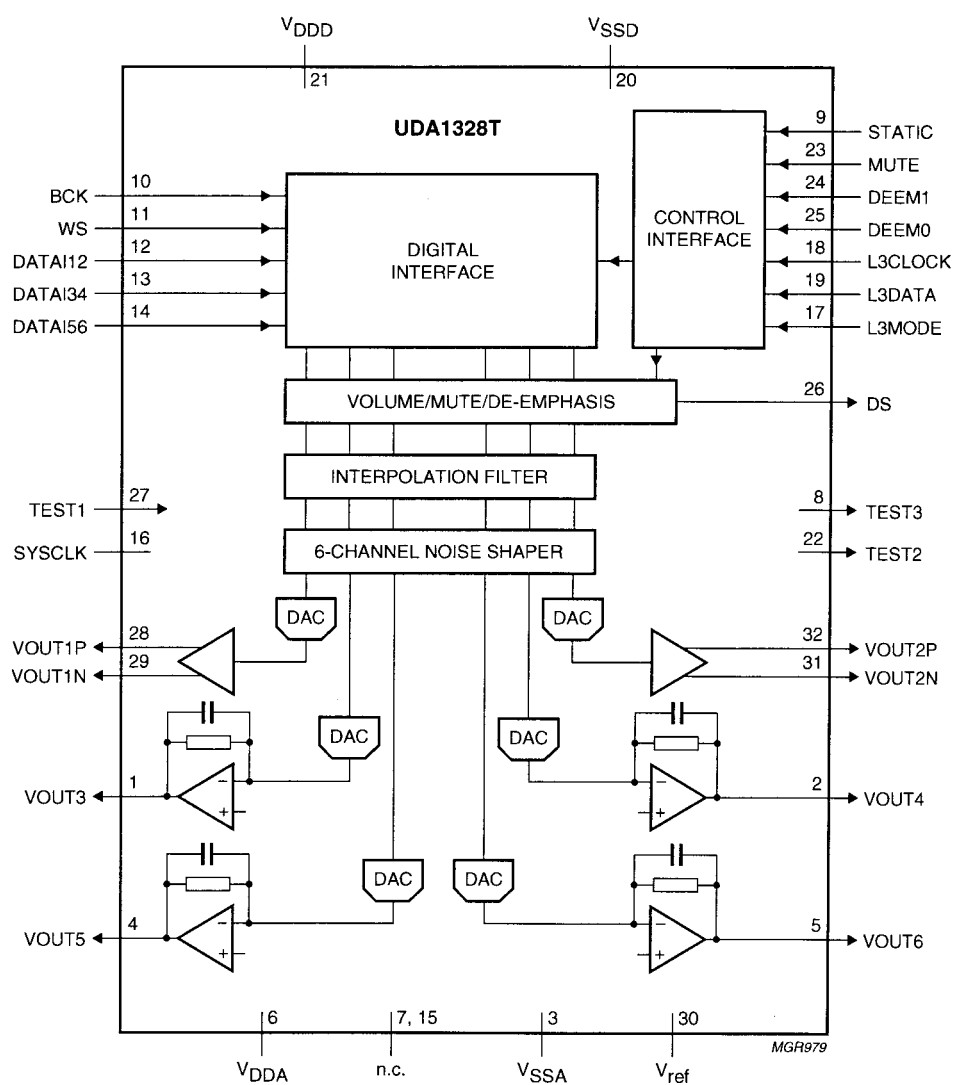 VDDD
VSSD
21
20
UDA1328T
9
STATIC
23
MUTE
24
DEEM1
25
DEEM0
18
L3CLOCK
19
L3DATA
17
L3MODE
BCK
10
WS
11
DATAI12
12
DATAI34
13
DATAI56
14
DIGITAL
INTERFACE
CONTROL
INTERFACE
VOLUME/MUTE/DE-EMPHASIS
26
DS
INTERPOLATION FILTER
TEST1
27
8
TEST3
SYSCLK
16
6-CHANNEL NOISE SHAPER
22
TEST2
DAC
DAC
VOUT1P
28
32
VOUT2P
VOUT1N
29
31
VOUT2N
DAC
DAC
−
−
VOUT3
1
2
VOUT4
+
+
DAC
DAC
−
−
VOUT5
4
5
VOUT6
+
+
6
7, 15
3
30
MGR979
VDDA
n.c.
VSSA
Vref